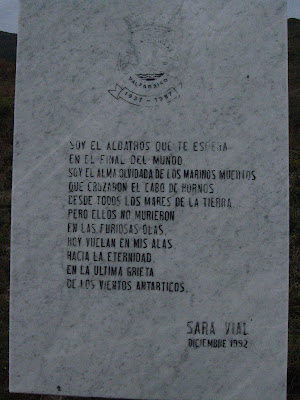 VALPARAISO
1937 - 1987
SOY EL ALBATROS QUE TE ESPERA
EN EL FINAL DEL MUNDO
SOY EL ALMA OLVIDADA DE LOS MARINOS MUERTOS
QUE CRUZARON EL CABO DE HORNOS
DESDE TODOS LOS MARES DE LA TIERRA.
PERO ELLOS NO MURIERON
EN LAS FURIOSAS OLAS,
HOY VUELAN EN MIS ALAS
HACIA LA ETERNIDAD
EN LA ULTIMA GRIETA
DE LOS VIENTOS ANTARTICOS.
SARA VIAL
DICIEMBRE 1992